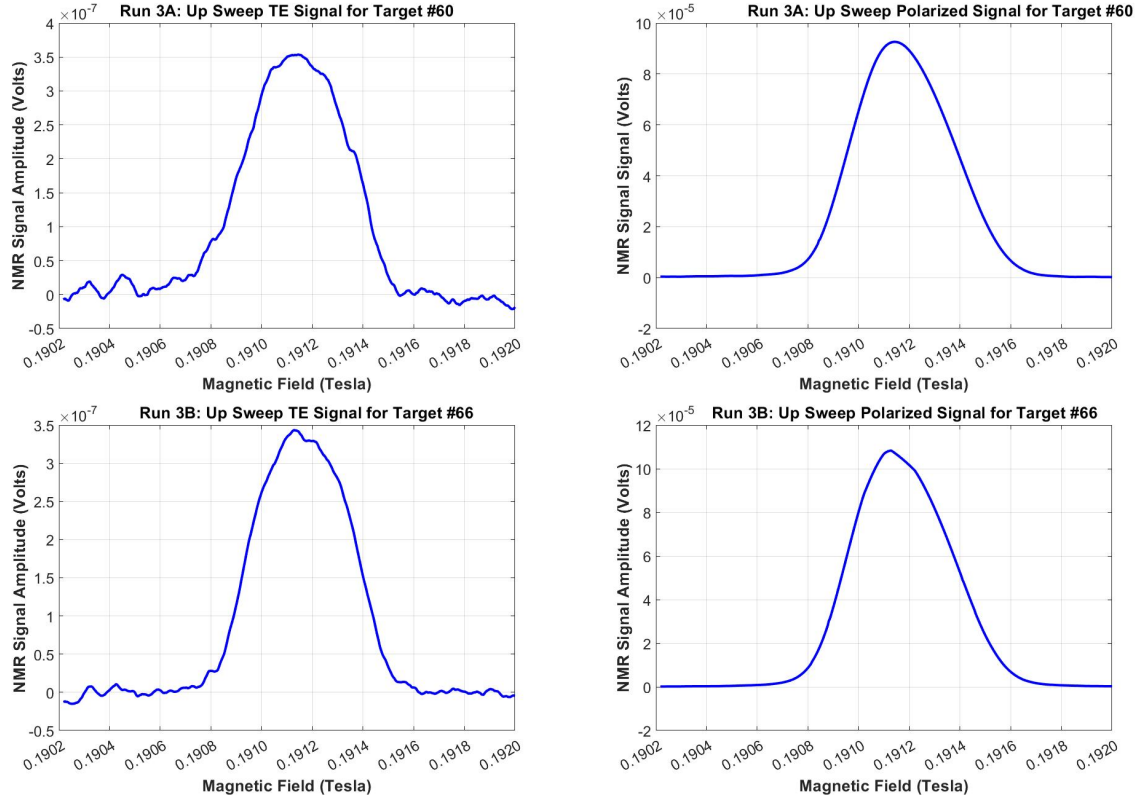 Run 3A: Up Sweep TE Signal for Target #60
×10⁻⁷
4
3.5
3
2.5
2
1.5
1
0.5
0
-0.5
NMR Signal Amplitude (Volts)
0.1902 0.1904 0.1906 0.1908 0.1910 0.1912 0.1914 0.1916 0.1918 0.1920
Magnetic Field (Tesla)
Run 3A: Up Sweep Polarized Signal for Target #60
×10⁻⁵
10
8
6
4
2
0
-2
NMR Signal Signal (Volts)
0.1902 0.1904 0.1906 0.1908 0.1910 0.1912 0.1914 0.1916 0.1918 0.1920
Magnetic Field (Tesla)
Run 3B: Up Sweep TE Signal for Target #66
×10⁻⁷
3.5
3
2.5
2
1.5
1
0.5
0
-0.5
NMR Signal Amplitude (Volts)
0.1902 0.1904 0.1906 0.1908 0.1910 0.1912 0.1914 0.1916 0.1918 0.1920
Magnetic Field (Tesla)
Run 3B: Up Sweep Polarized Signal for Target #66
×10⁻⁵
12
10
8
6
4
2
0
-2
NMR Signal Amplitude (Volts)
0.1902 0.1904 0.1906 0.1908 0.1910 0.1912 0.1914 0.1916 0.1918 0.1920
Magnetic Field (Tesla)